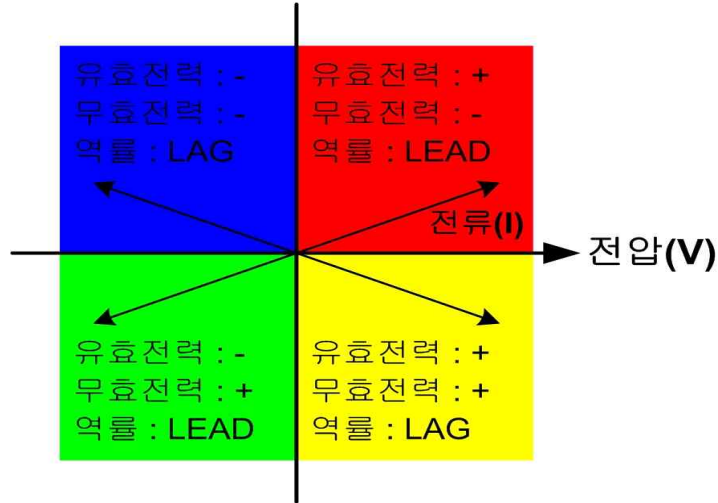 유효전력 : -
무효전력 : -
역률 : LAG
유효전력 : +
무효전력 : -
역률 : LEAD
전류(I)
전압(V)
유효전력 : -
무효전력 : +
역률 : LEAD
유효전력 : +
무효전력 : +
역률 : LAG